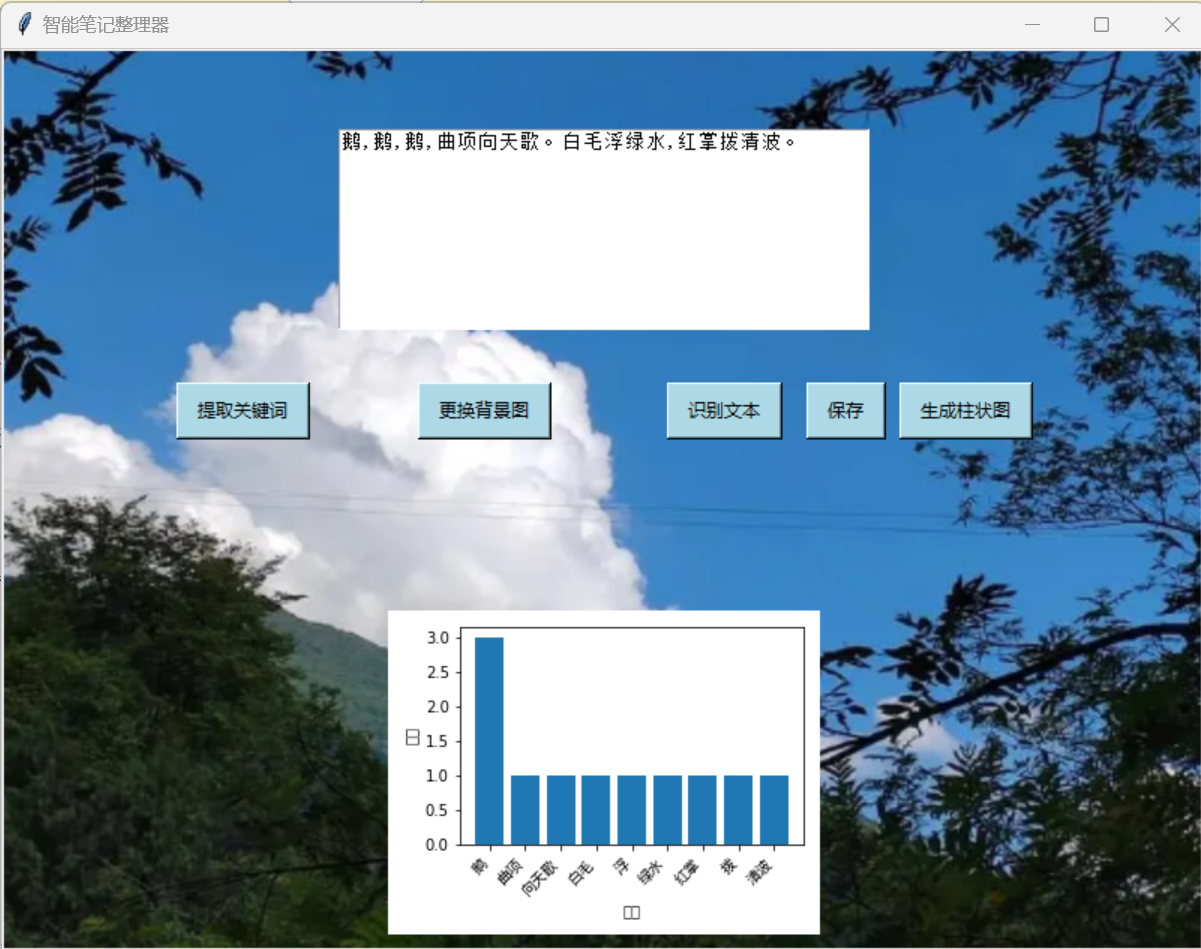 智能笔记整理器
鹅,鹅,鹅,曲项向天歌。白毛浮绿水,红掌拨清波。
提取关键词 更换背景图 识别文本 保存 生成柱状图
3.0
2.5
2.0
1.5
1.0
0.5
0.0
鹅 曲项 向天歌 白毛 浮 绿水 红掌 拨 清波